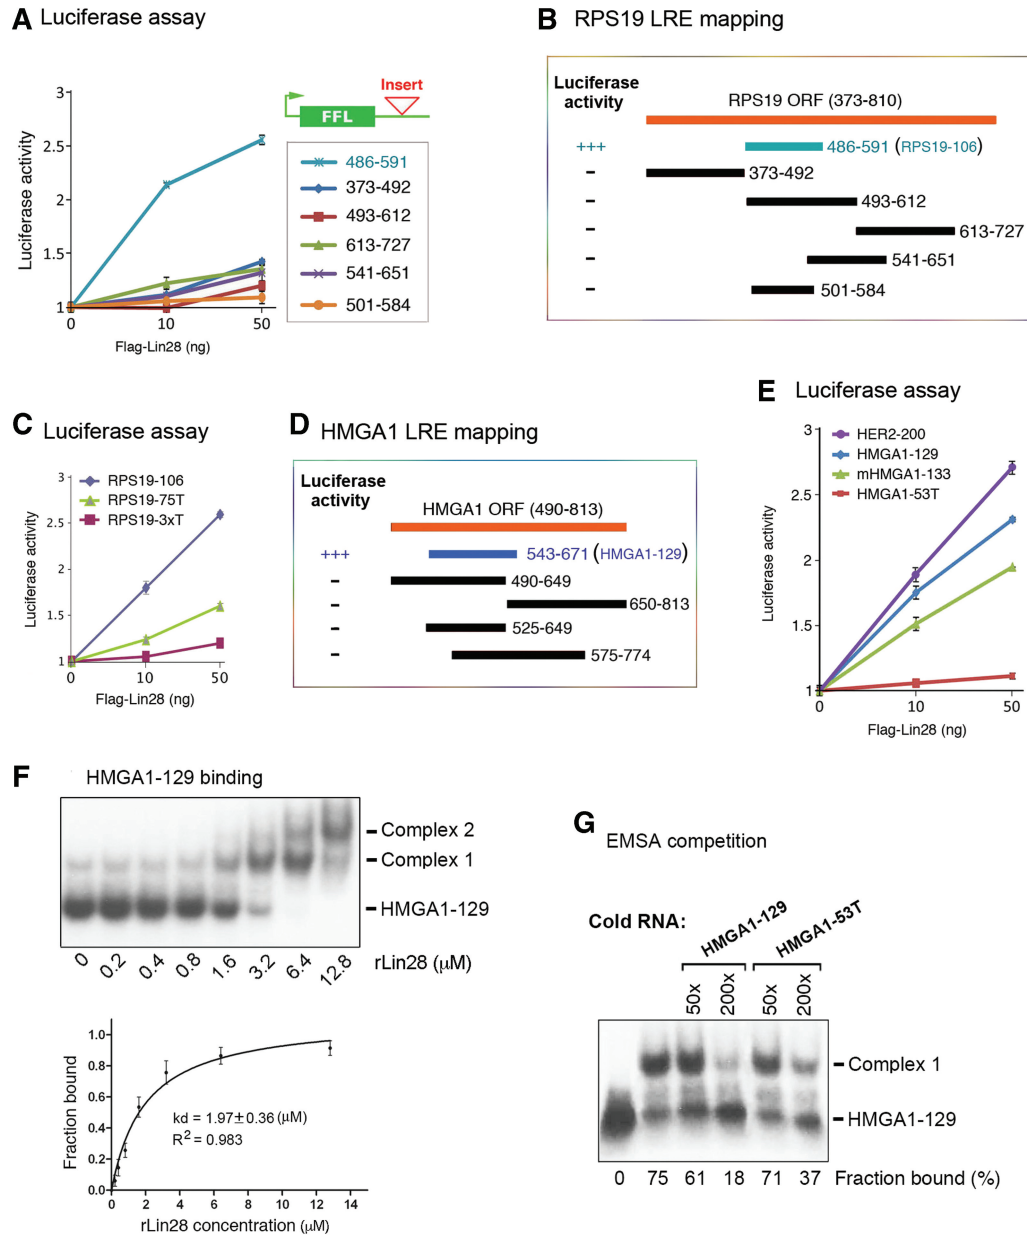 A Luciferase assay
Luciferase activity
3
2.5
2
1.5
1
0
10
50
Flag-Lin28 (ng)
Insert
FFL
486-591
373-492
493-612
613-727
541-651
501-584
B RPS19 LRE mapping
Luciferase
activity
RPS19 ORF (373-810)
+++
486-591 (RPS19-106)
-
373-492
-
493-612
-
613-727
-
541-651
-
501-584
C Luciferase assay
Luciferase activity
3
2.5
2
1.5
1
0
10
50
Flag-Lin28 (ng)
RPS19-106
RPS19-75T
RPS19-3xT
D HMGA1 LRE mapping
Luciferase
activity
HMGA1 ORF (490-813)
+++
543-671 (HMGA1-129)
-
490-649
-
650-813
-
525-649
-
575-774
E Luciferase assay
Luciferase activity
3
2.5
2
1.5
1
0
10
50
Flag-Lin28 (ng)
HER2-200
HMGA1-129
mHMGA1-133
HMGA1-53T
F HMGA1-129 binding
Complex 2
Complex 1
HMGA1-129
0 0.2 0.4 0.8 1.6 3.2 6.4 12.8 rLin28 (μM)
Fraction bound
1.0
0.8
0.6
0.4
0.2
0.0
0 2 4 6 8 10 12 14
rLin28 concentration (μM)
kd = 1.97±0.36 (μM)
R2 = 0.983
G EMSA competition
Cold RNA:
HMGA1-129
HMGA1-53T
50x 200x 50x 200x
Complex 1
HMGA1-129
0 75 61 18 71 37 Fraction bound (%)